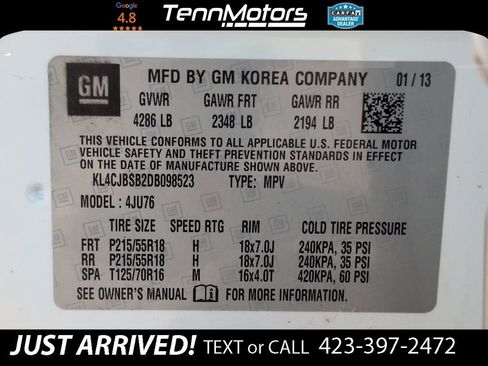 Google
4.8
TENNMOTORS
CARFAX
ADVANTAGE
DEALER
GM
MFD BY GM KOREA COMPANY 01/13
GVWR GAWR FRT GAWR RR
4286 LB 2348 LB 2194 LB
THIS VEHICLE CONFORMS TO ALL APPLICABLE U.S. FEDERAL MOTOR
VEHICLE SAFETY AND THEFT PREVENTION STANDARDS IN EFFECT ON
THE DATE OF MANUFACTURE SHOWN ABOVE.
KL4CJBSB2DB098523 TYPE: MPV
MODEL: 4JU76
TIRE SIZE SPEED RTG RIM COLD TIRE PRESSURE
FRT P215/55R18 H 18x7.0J 240KPA, 35 PSI
RR P215/55R18 H 18x7.0J 240KPA, 35 PSI
SPA T125/70R16 M 16x4.0T 420KPA, 60 PSI
SEE OWNER'S MANUAL FOR MORE INFORMATION.
JUST ARRIVED! TEXT or CALL 423-397-2472